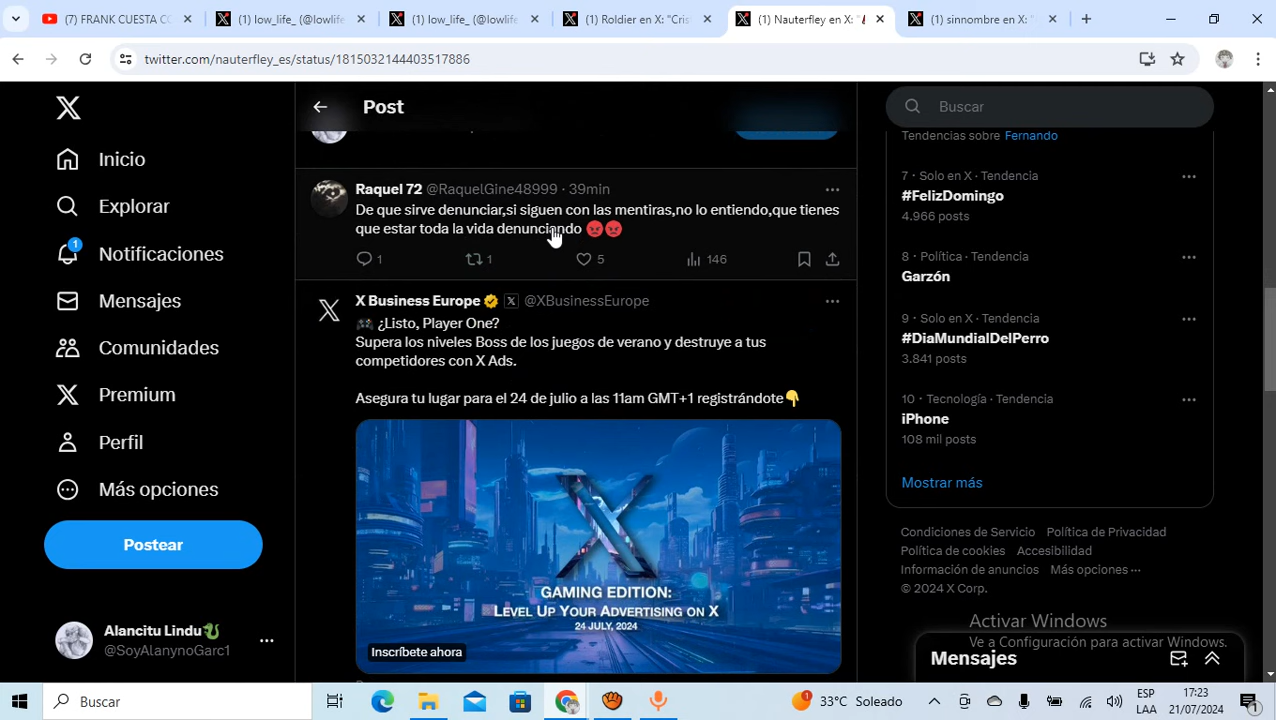 (7) FRANK CUESTA CO
(1) low_life_ (@lowlife
(1) low_life_ (@lowlife
(1) Roldier en X: "Cris
(1) Nauterfley en X: "
(1) sinnombre en X: "
twitter.com/nauterfley_es/status/1815032144403517886
Post
Inicio
Explorar
1
Notificaciones
Mensajes
Comunidades
Premium
Perfil
Más opciones
Postear
Alancitu Lindu
@SoyAlanynoGarc1
Raquel 72 @RaquelGine48999 · 39min
De que sirve denunciar,si siguen con las mentiras,no lo entiendo,que tienes
que estar toda la vida denunciando 😡😡
1 1 5 146
X Business Europe @XBusinessEurope
🎮 ¿Listo, Player One?
Supera los niveles Boss de los juegos de verano y destruye a tus
competidores con X Ads.
Asegura tu lugar para el 24 de julio a las 11am GMT+1 registrándote👇
GAMING EDITION:
LEVEL UP YOUR ADVERTISING ON X
24 JULY, 2024
Inscríbete ahora
Buscar
Tendencias sobre Fernando
7 · Solo en X · Tendencia
#FelizDomingo
4.966 posts
8 · Política · Tendencia
Garzón
9 · Solo en X · Tendencia
#DiaMundialDelPerro
3.841 posts
10 · Tecnología · Tendencia
iPhone
108 mil posts
Mostrar más
Condiciones de Servicio Política de Privacidad
Política de cookies Accesibilidad
Información de anuncios Más opciones ···
© 2024 X Corp.
Activar Windows
Ve a Configuración para activar Windows.
Mensajes
Buscar
1
33°C Soleado
ESP
LAA
17:23
21/07/2024
1